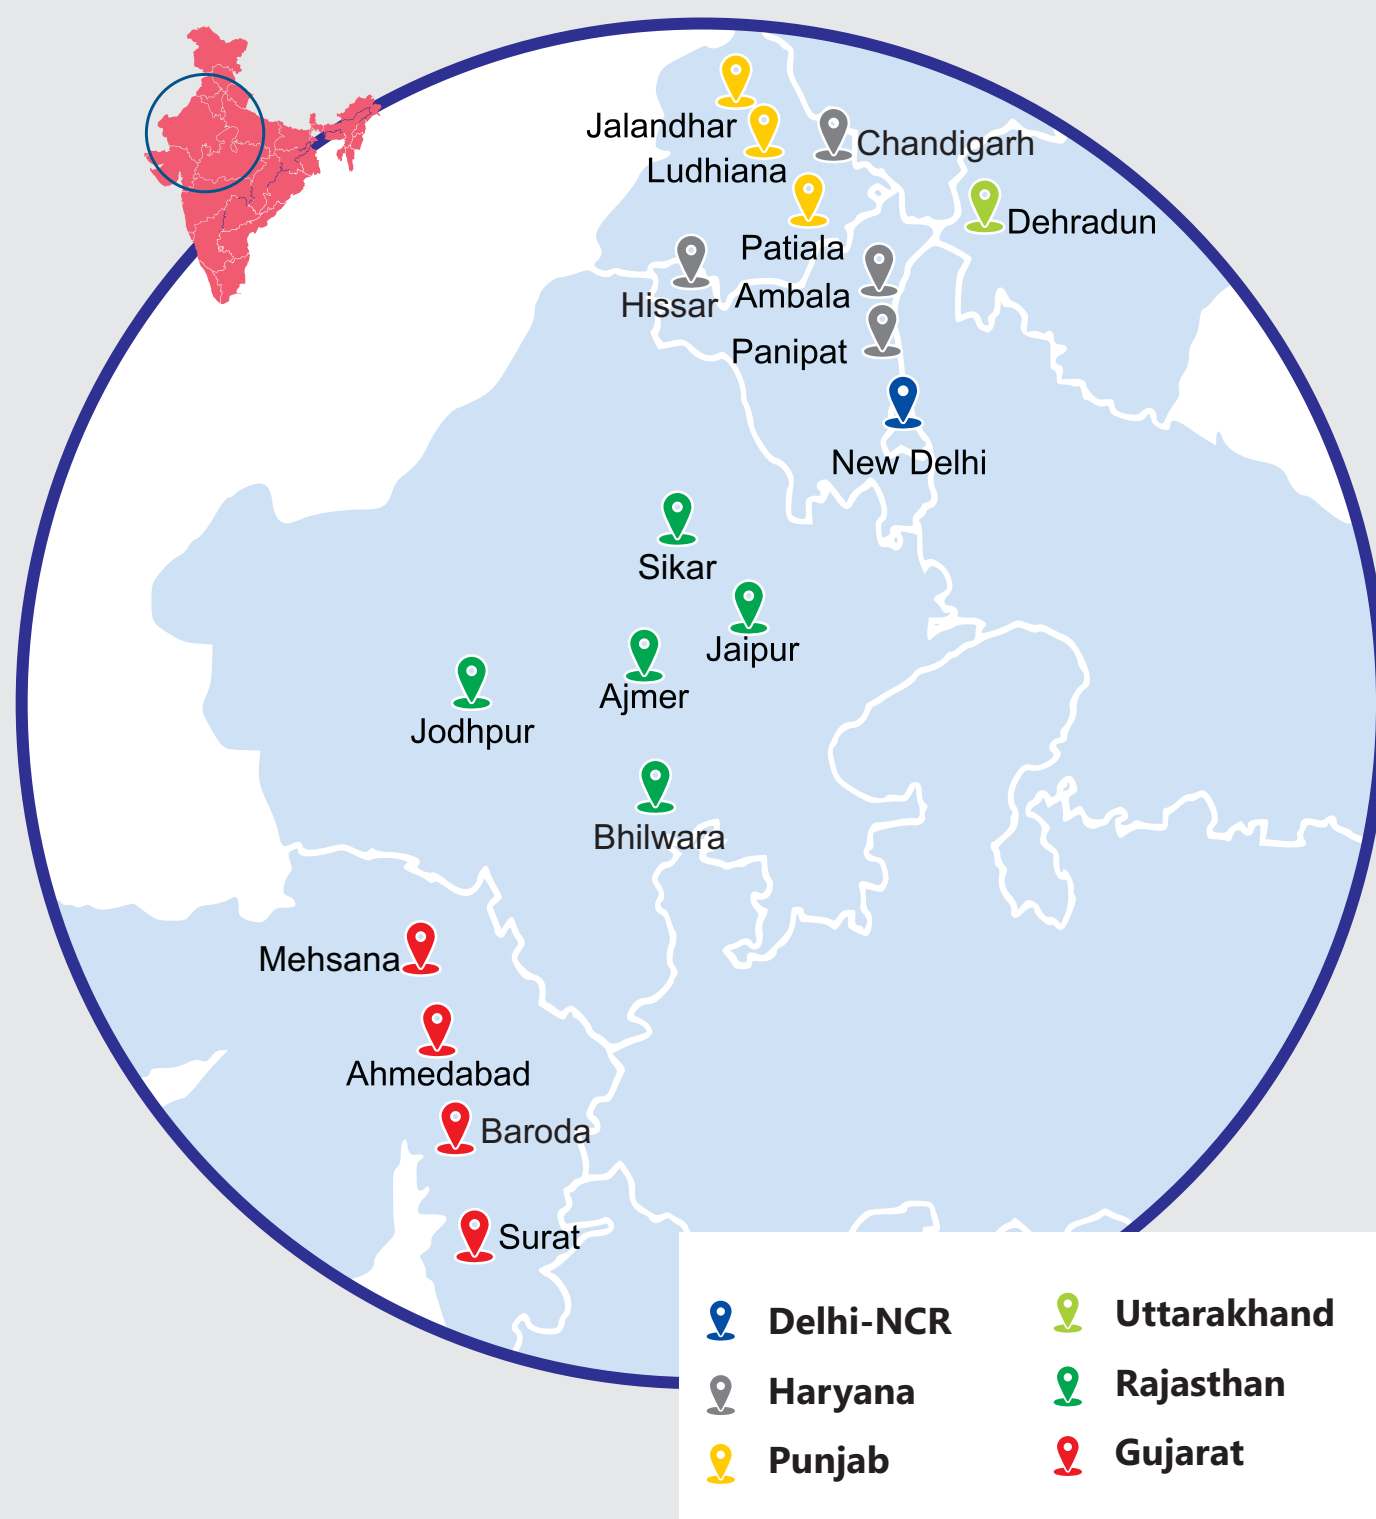 Jalandhar
Chandigarh
Ludhiana
Dehradun
Patiala
Hissar
Ambala
Panipat
New Delhi
Sikar
Jaipur
Ajmer
Jodhpur
Bhilwara
Mehsana
Ahmedabad
Baroda
Surat
Delhi-NCR
Haryana
Punjab
Uttarakhand
Rajasthan
Gujarat